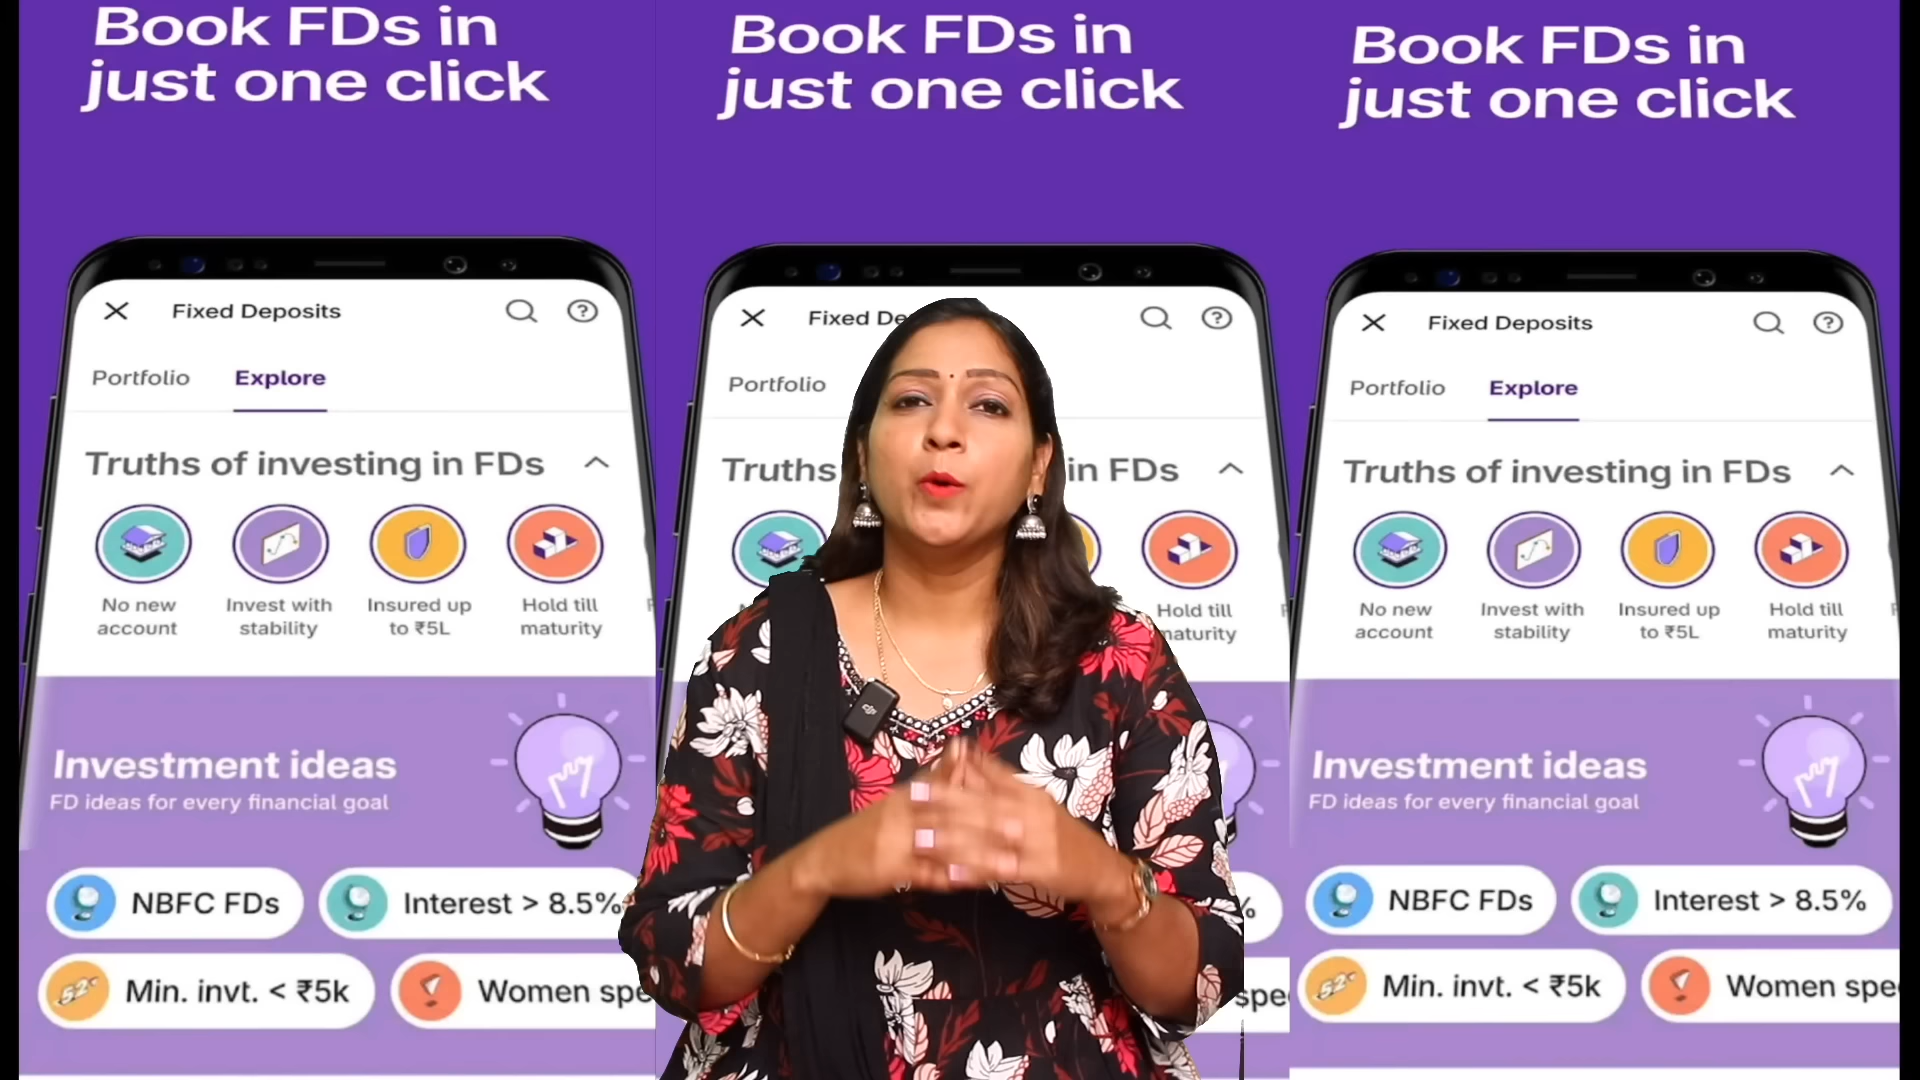 Book FDs in
just one click
Fixed Deposits
Portfolio
Explore
Truths of investing in FDs
No new
account
Invest with
stability
Insured up
to ₹5L
Hold till
maturity
Investment ideas
FD ideas for every financial goal
NBFC FDs
Interest > 8.5%
Min. invt. < ₹5k
Women spe
Book FDs in
just one click
Fixed De
Portfolio
Truths
in FDs
Hold till
maturity
%
spe
Book FDs in
just one click
Fixed Deposits
Portfolio
Explore
Truths of investing in FDs
No new
account
Invest with
stability
Insured up
to ₹5L
Hold till
maturity
Investment ideas
FD ideas for every financial goal
NBFC FDs
Interest > 8.5%
Min. invt. < ₹5k
Women spe
dji